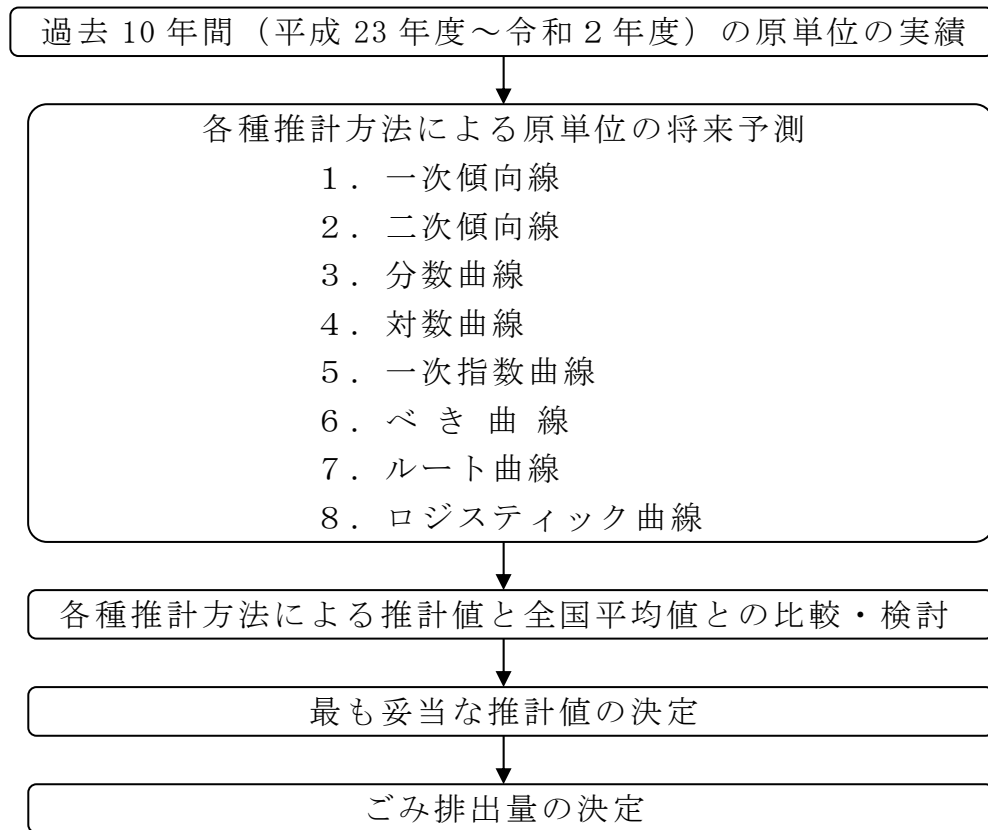 過去 10 年間（平成 23 年度～令和２年度）の原単位の実績
各種推計方法による原単位の将来予測
１．一次傾向線
２．二次傾向線
３．分数曲線
４．対数曲線
５．一次指数曲線
６．べ き 曲 線
７．ルート曲線
８．ロジスティック曲線
各種推計方法による推計値と全国平均値との比較・検討
最も妥当な推計値の決定
ごみ排出量の決定